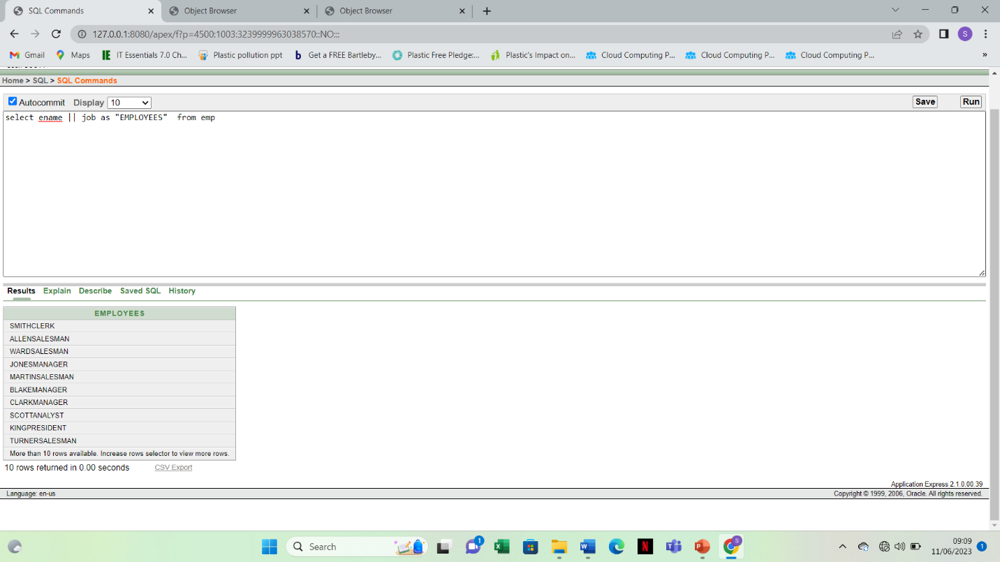 SQL Commands
Object Browser
Object Browser
127.0.0.1:8080/apex/f?p=4500:1003:3239999963038570::NO:::
S
Gmail
Maps
IE IT Essentials 7.0 Ch...
Plastic pollution ppt
b Get a FREE Bartleby...
Plastic Free Pledge:...
Plastic's Impact on...
Cloud Computing P...
Cloud Computing P...
Cloud Computing P...
»
Home > SQL > SQL Commands
Autocommit Display 10
Save
Run
select ename || job as "EMPLOYEES"  from emp
Results Explain Describe Saved SQL History
EMPLOYEES
SMITHCLERK
ALLENSALESMAN
WARDSALESMAN
JONESMANAGER
MARTINSALESMAN
BLAKEMANAGER
CLARKMANAGER
SCOTTANALYST
KINGPRESIDENT
TURNERSALESMAN
More than 10 rows available. Increase rows selector to view more rows.
10 rows returned in 0.00 seconds
CSV Export
Application Express 2.1.0.00.39
Language: en-us
Copyright © 1999, 2006, Oracle. All rights reserved.
Search
1
N
S
09:09
11/06/2023
1